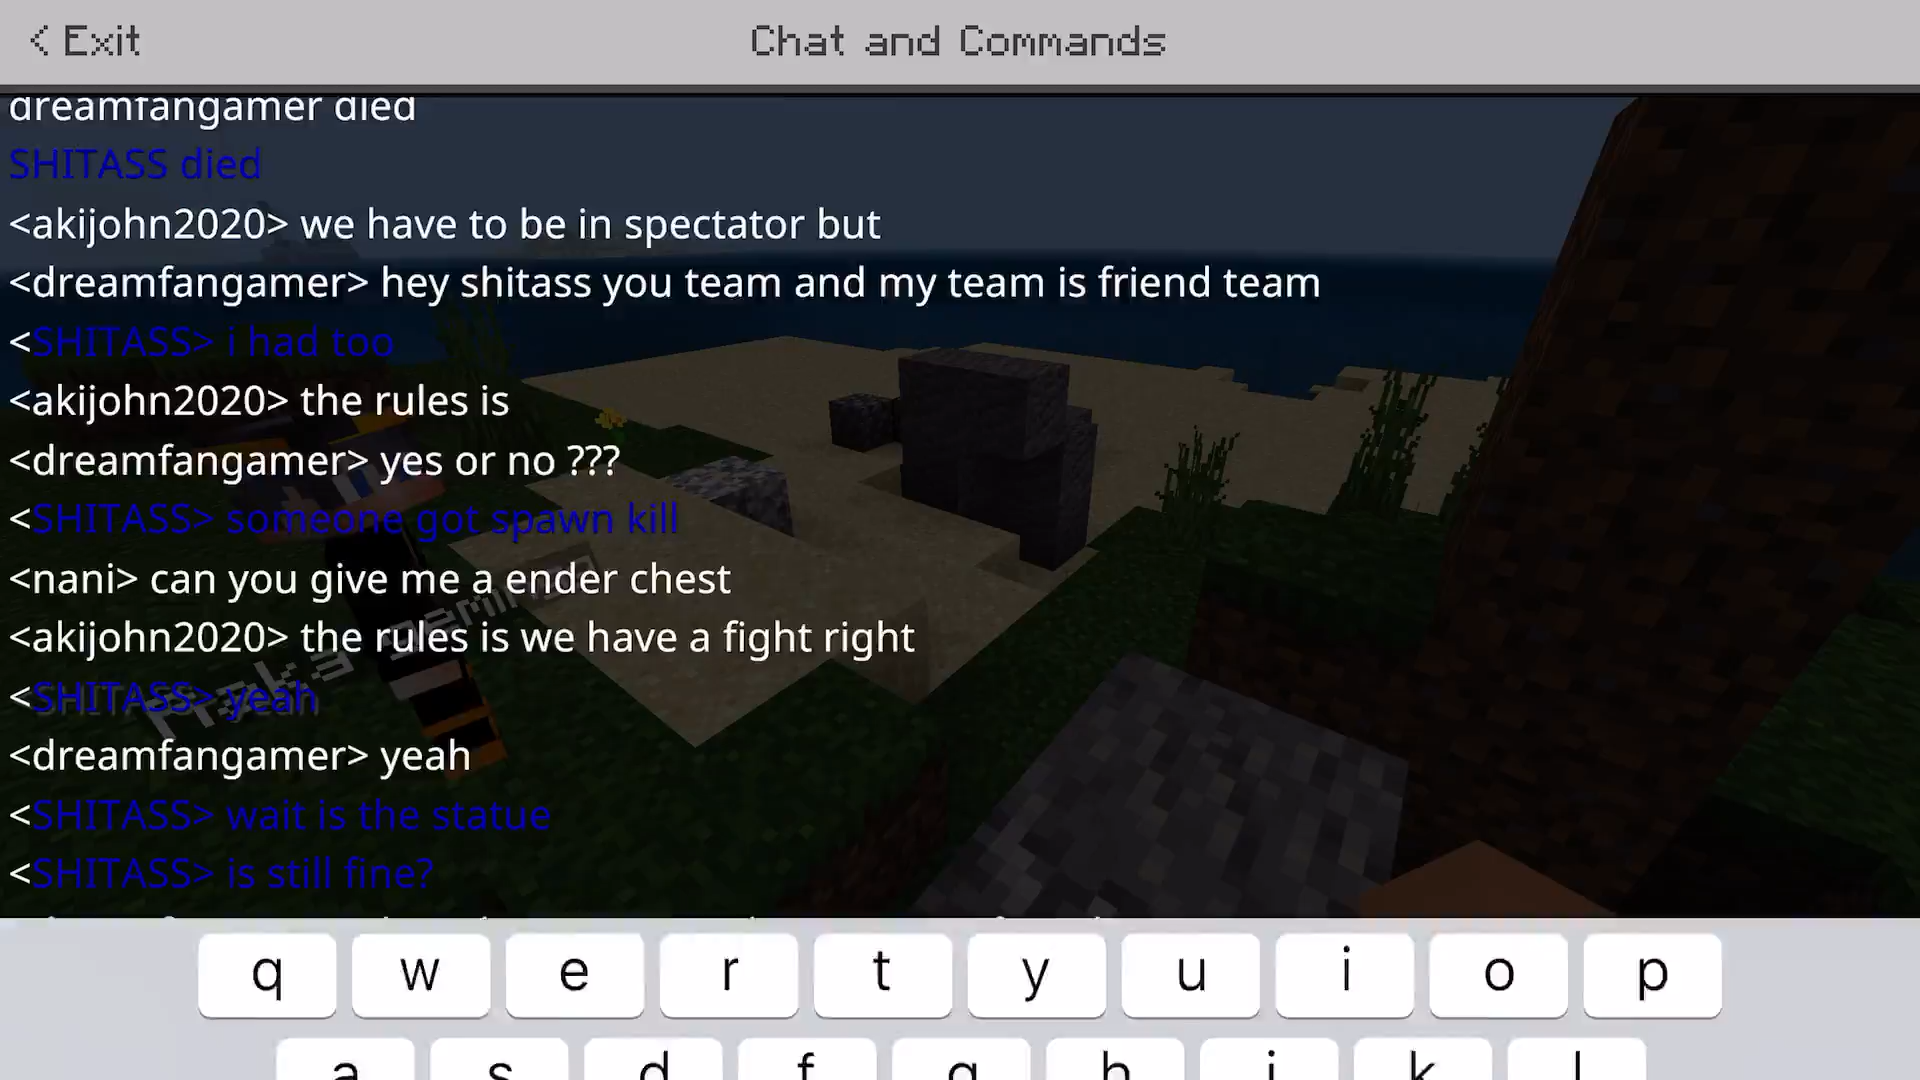 < Exit
Chat and Commands
dreamfangamer died
SHITASS died
<akijohn2020> we have to be in spectator but
<dreamfangamer> hey shitass you team and my team is friend team
<SHITASS> i had too
<akijohn2020> the rules is
<dreamfangamer> yes or no ???
<SHITASS> someone got spawn kill
<nani> can you give me a ender chest
<akijohn2020> the rules is we have a fight right
<SHITASS> yeah
<dreamfangamer> yeah
<SHITASS> wait is the statue
<SHITASS> is still fine?
q w e r t y u i o p
a s d f g h j k l